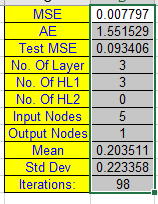 MSE 0.007797
AE 1.551529
Test MSE 0.093406
No. Of Layer 3
No. Of HL1 3
No. Of HL2 0
Input Nodes 5
Output Nodes 1
Mean 0.203511
Std Dev 0.223358
Iterations: 98